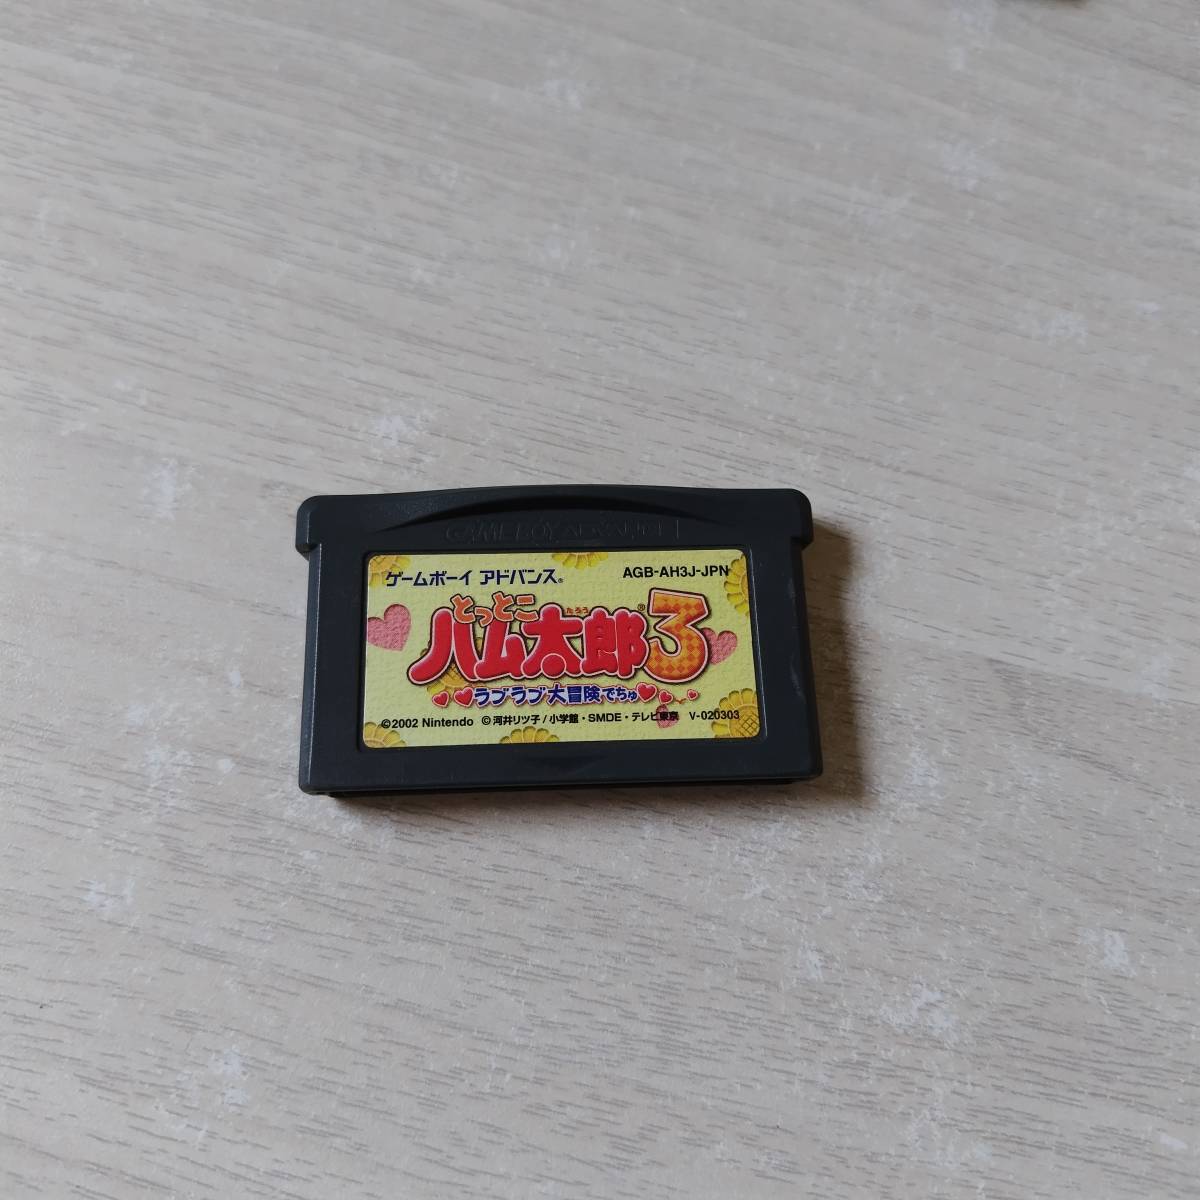 GAME BOY ADVANCE
ゲームボーイ アドバンス®
AGB-AH3J-JPN
とっとこ
たろう
ハム太郎®3
ラブラブ大冒険でちゅ
©2002 Nintendo ©河井リツ子/小学館・SMDE・テレビ東京 V-020303